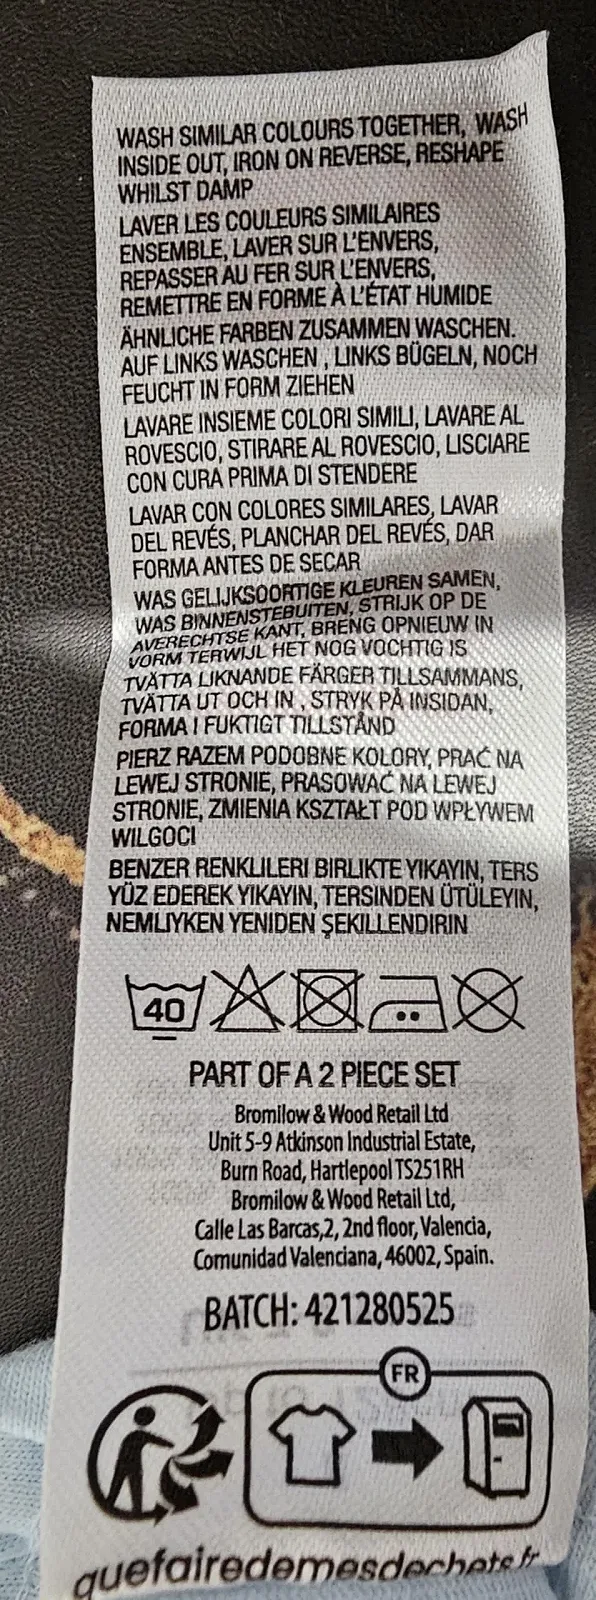 WASH SIMILAR COLOURS TOGETHER, WASH
INSIDE OUT, IRON ON REVERSE, RESHAPE
WHILST DAMP
LAVER LES COULEURS SIMILAIRES
ENSEMBLE, LAVER SUR L'ENVERS,
REPASSER AU FER SUR L'ENVERS,
REMETTRE EN FORME À L'ÉTAT HUMIDE
ÄHNLICHE FARBEN ZUSAMMEN WASCHEN.
AUF LINKS WASCHEN , LINKS BÜGELN, NOCH
FEUCHT IN FORM ZIEHEN
LAVARE INSIEME COLORI SIMILI, LAVARE AL
ROVESCIO, STIRARE AL ROVESCIO, LISCIARE
CON CURA PRIMA DI STENDERE
LAVAR CON COLORES SIMILARES, LAVAR
DEL REVÉS, PLANCHAR DEL REVÉS, DAR
FORMA ANTES DE SECAR
WAS GELIJKSOORTIGE KLEUREN SAMEN,
WAS BINNENSTEBUITEN, STRIJK OP DE
AVERECHTSE KANT, BRENG OPNIEUW IN
VORM TERWIJL HET NOG VOCHTIG IS
TVÄTTA LIKNANDE FÄRGER TILLSAMMANS,
TVÄTTA UT OCH IN , STRYK PÅ INSIDAN,
FORMA I FUKTIGT TILLSTÅND
PIERZ RAZEM PODOBNE KOLORY, PRAĆ NA
LEWEJ STRONIE, PRASOWAĆ NA LEWEJ
STRONIE, ZMIENIA KSZTAŁT POD WPŁYWEM
WILGOCI
BENZER RENKLILERI BIRLIKTE YIKAYIN, TERS
YÜZ EDEREK YIKAYIN, TERSINDEN ÜTÜLEYIN,
NEMLIYKEN YENIDEN ŞEKILLENDIRIN
40
PART OF A 2 PIECE SET
Bromilow & Wood Retail Ltd
Unit 5-9 Atkinson Industrial Estate,
Burn Road, Hartlepool TS251RH
Bromilow & Wood Retail Ltd,
Calle Las Barcas,2, 2nd floor, Valencia,
Comunidad Valenciana, 46002, Spain.
BATCH: 421280525
FR
quefairedemesdechets.fr